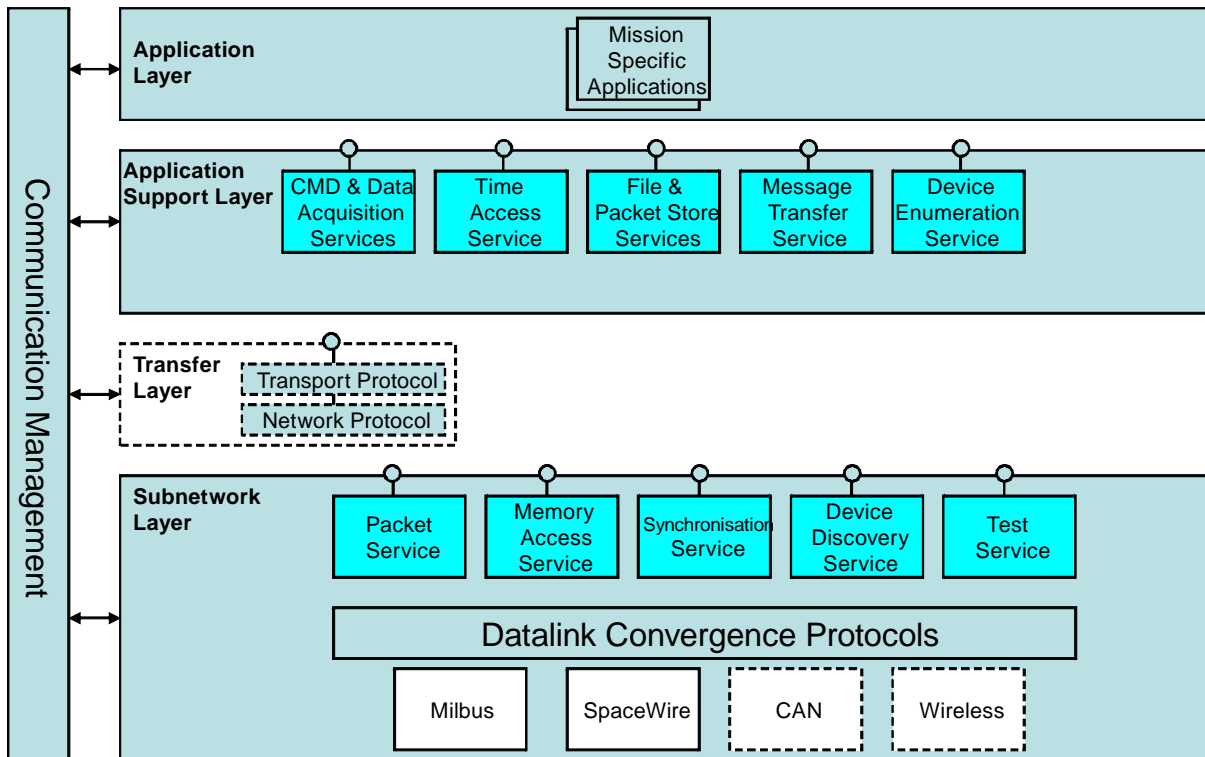 Communication Management
Application
Layer
Mission
Specific
Applications
Application
Support Layer
CMD & Data
Acquisition
Services
Time
Access
Service
File &
Packet Store
Services
Message
Transfer
Service
Device
Enumeration
Service
Transfer
Layer
Transport Protocol
Network Protocol
Subnetwork
Layer
Packet
Service
Memory
Access
Service
Synchronisation
Service
Device
Discovery
Service
Test
Service
Datalink Convergence Protocols
Milbus
SpaceWire
CAN
Wireless